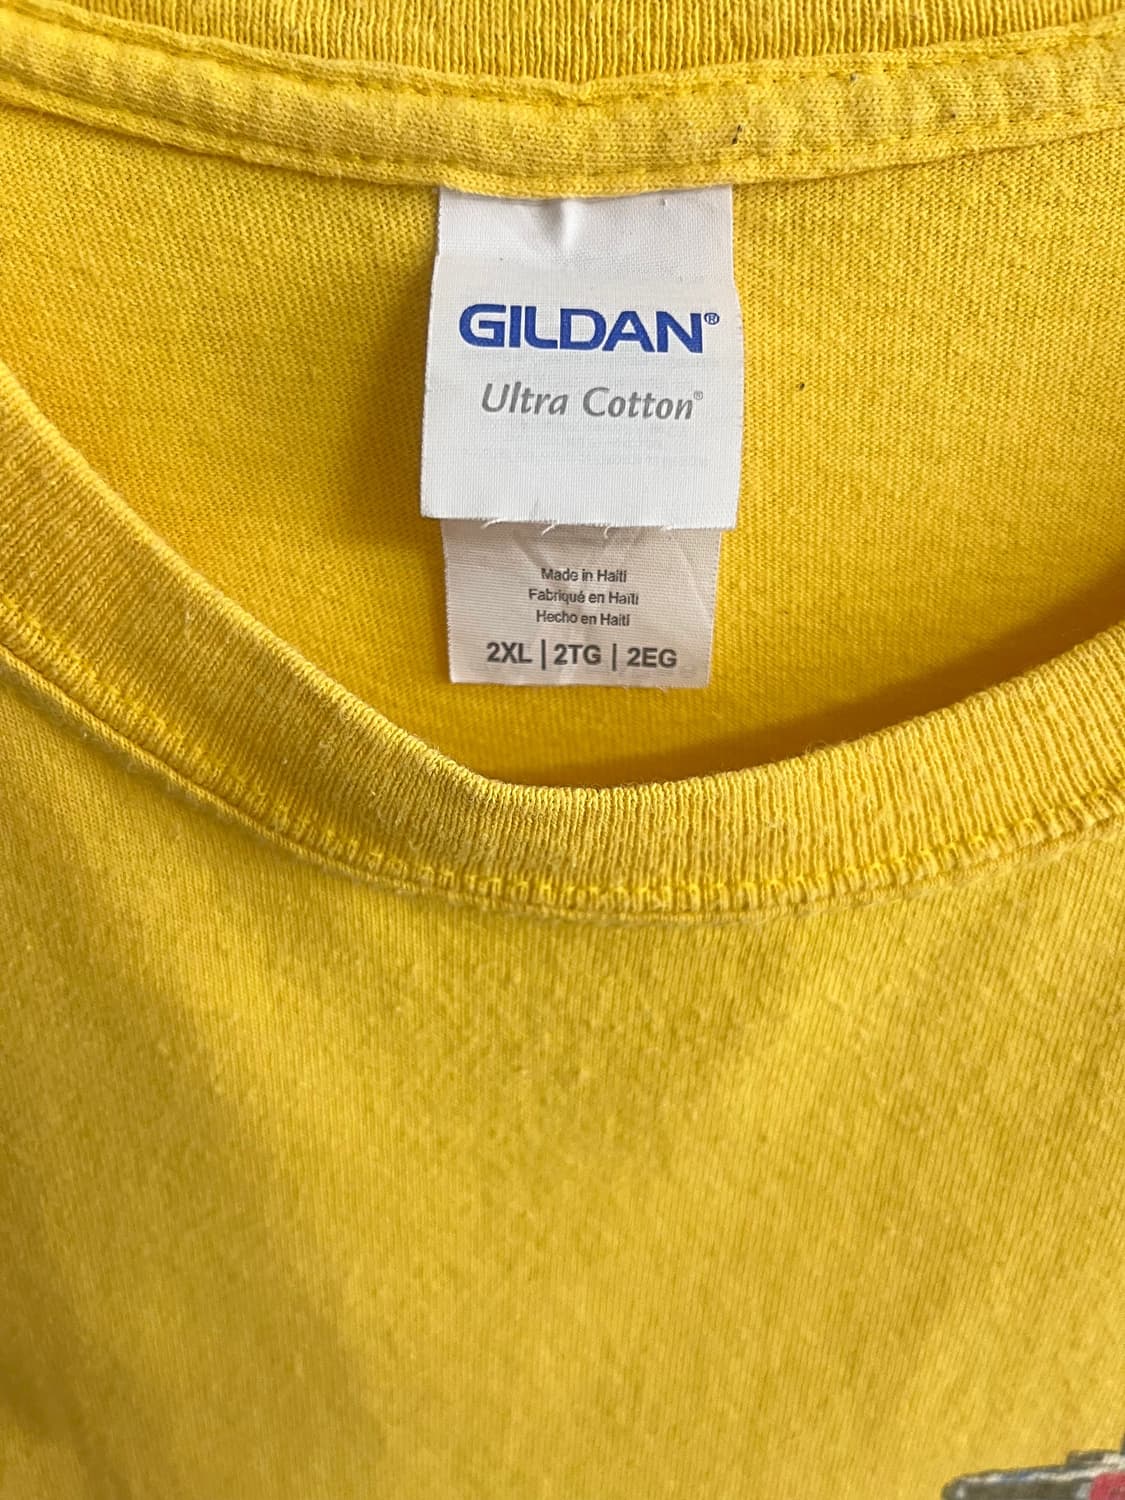 GILDAN®
Ultra Cotton®
Made in Haiti
Fabriqué en Haïti
Hecho en Haití
2XL | 2TG | 2EG